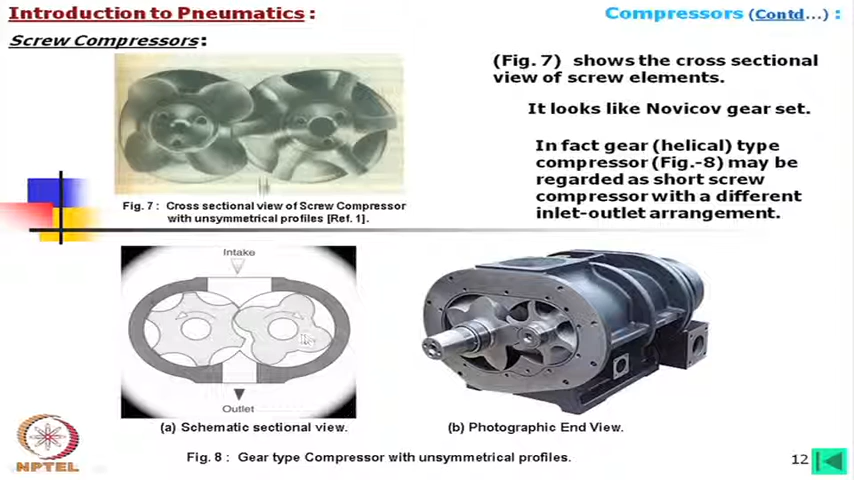 Introduction to Pneumatics :
Compressors (Contd...) :
Screw Compressors:
(Fig. 7) shows the cross sectional
view of screw elements.
It looks like Novicov gear set.
In fact gear (helical) type
compressor (Fig.-8) may be
regarded as short screw
compressor with a different
inlet-outlet arrangement.
Fig. 7 : Cross sectional view of Screw Compressor
with unsymmetrical profiles [Ref. 1].
Intake
Outlet
(a) Schematic sectional view.
(b) Photographic End View.
Fig. 8 : Gear type Compressor with unsymmetrical profiles.
NPTEL
12